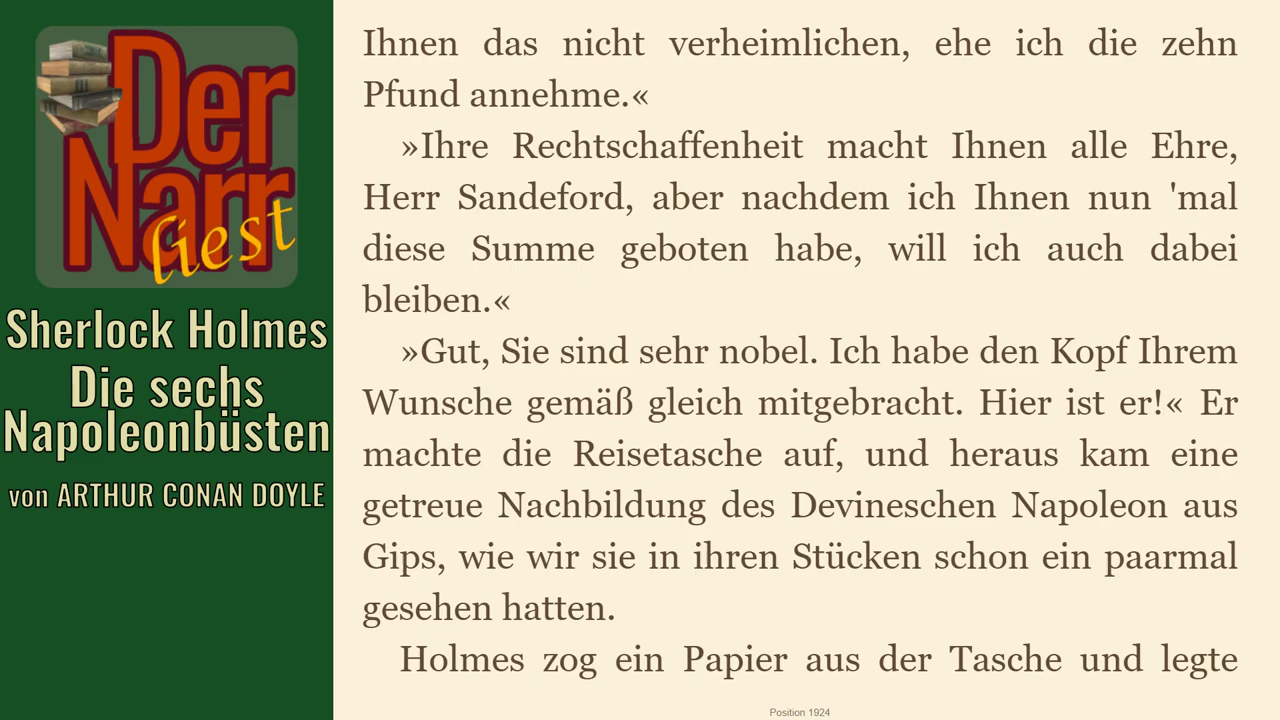 Der
Narr
liest
Sherlock Holmes
Die sechs
Napoleonbüsten
von ARTHUR CONAN DOYLE
Ihnen das nicht verheimlichen, ehe ich die zehn
Pfund annehme.«
»Ihre Rechtschaffenheit macht Ihnen alle Ehre,
Herr Sandeford, aber nachdem ich Ihnen nun 'mal
diese Summe geboten habe, will ich auch dabei
bleiben.«
»Gut, Sie sind sehr nobel. Ich habe den Kopf Ihrem
Wunsche gemäß gleich mitgebracht. Hier ist er!« Er
machte die Reisetasche auf, und heraus kam eine
getreue Nachbildung des Devineschen Napoleon aus
Gips, wie wir sie in ihren Stücken schon ein paarmal
gesehen hatten.
Holmes zog ein Papier aus der Tasche und legte
Position 1924